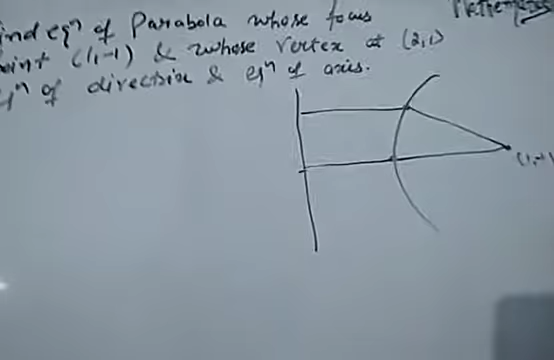 ind eqⁿ of Parabola whose focus
oint (1,-1) & whose vertex at (2,1)
qⁿ of directrix & eqⁿ of axis.
(1,-1)